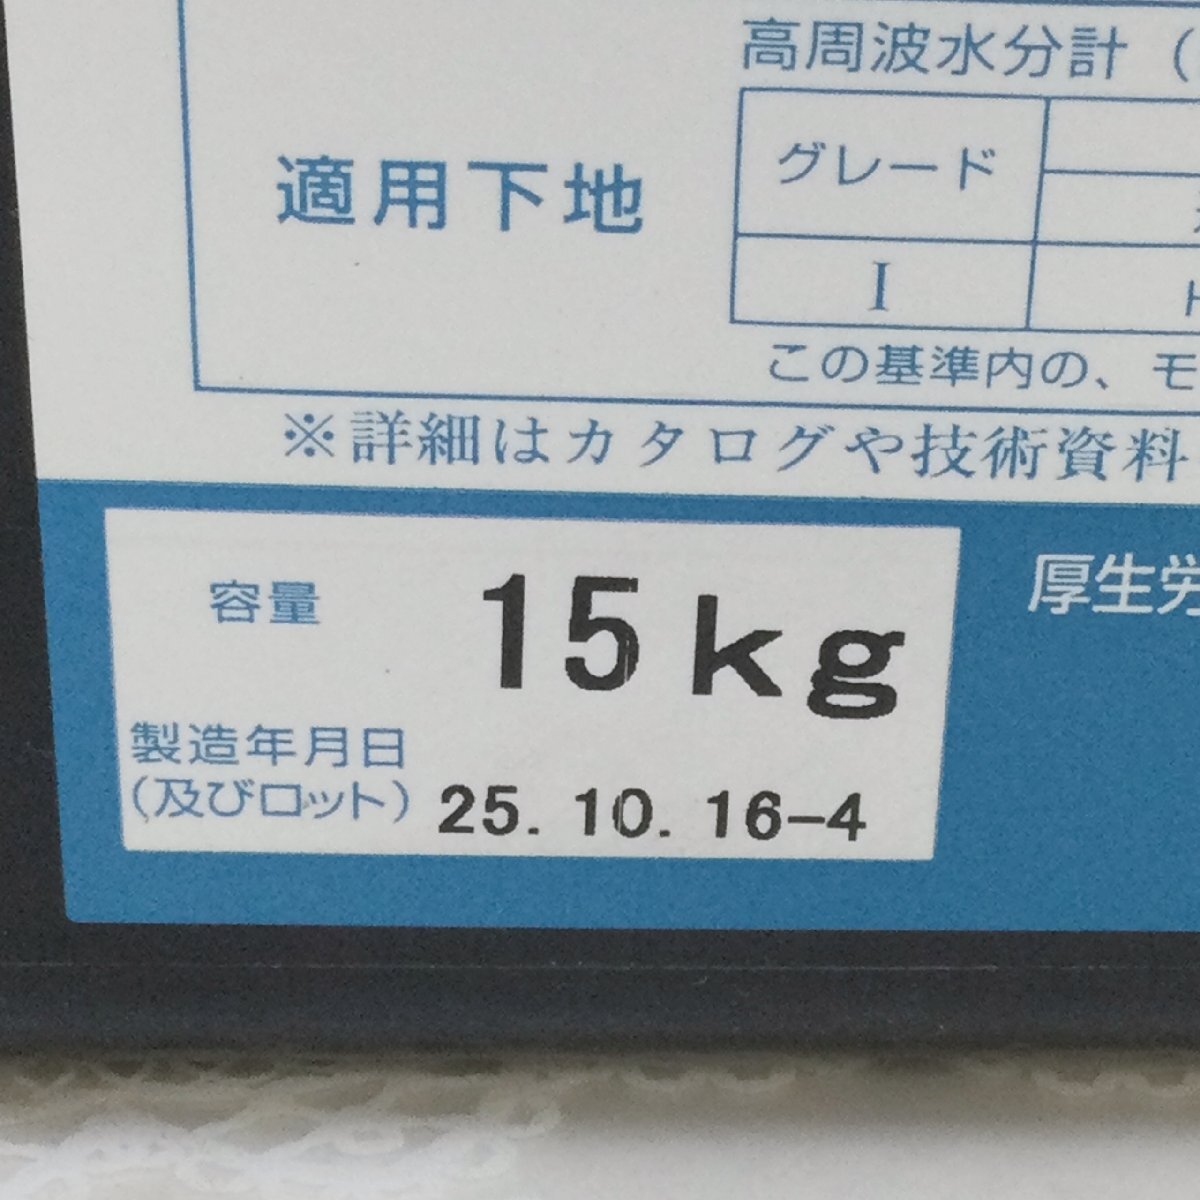 高周波水分計（
適用下地
グレード
I
この基準内の、モ
※詳細はカタログや技術資料
容量 15kg
厚生労
製造年月日
（及びロット） 25. 10. 16-4